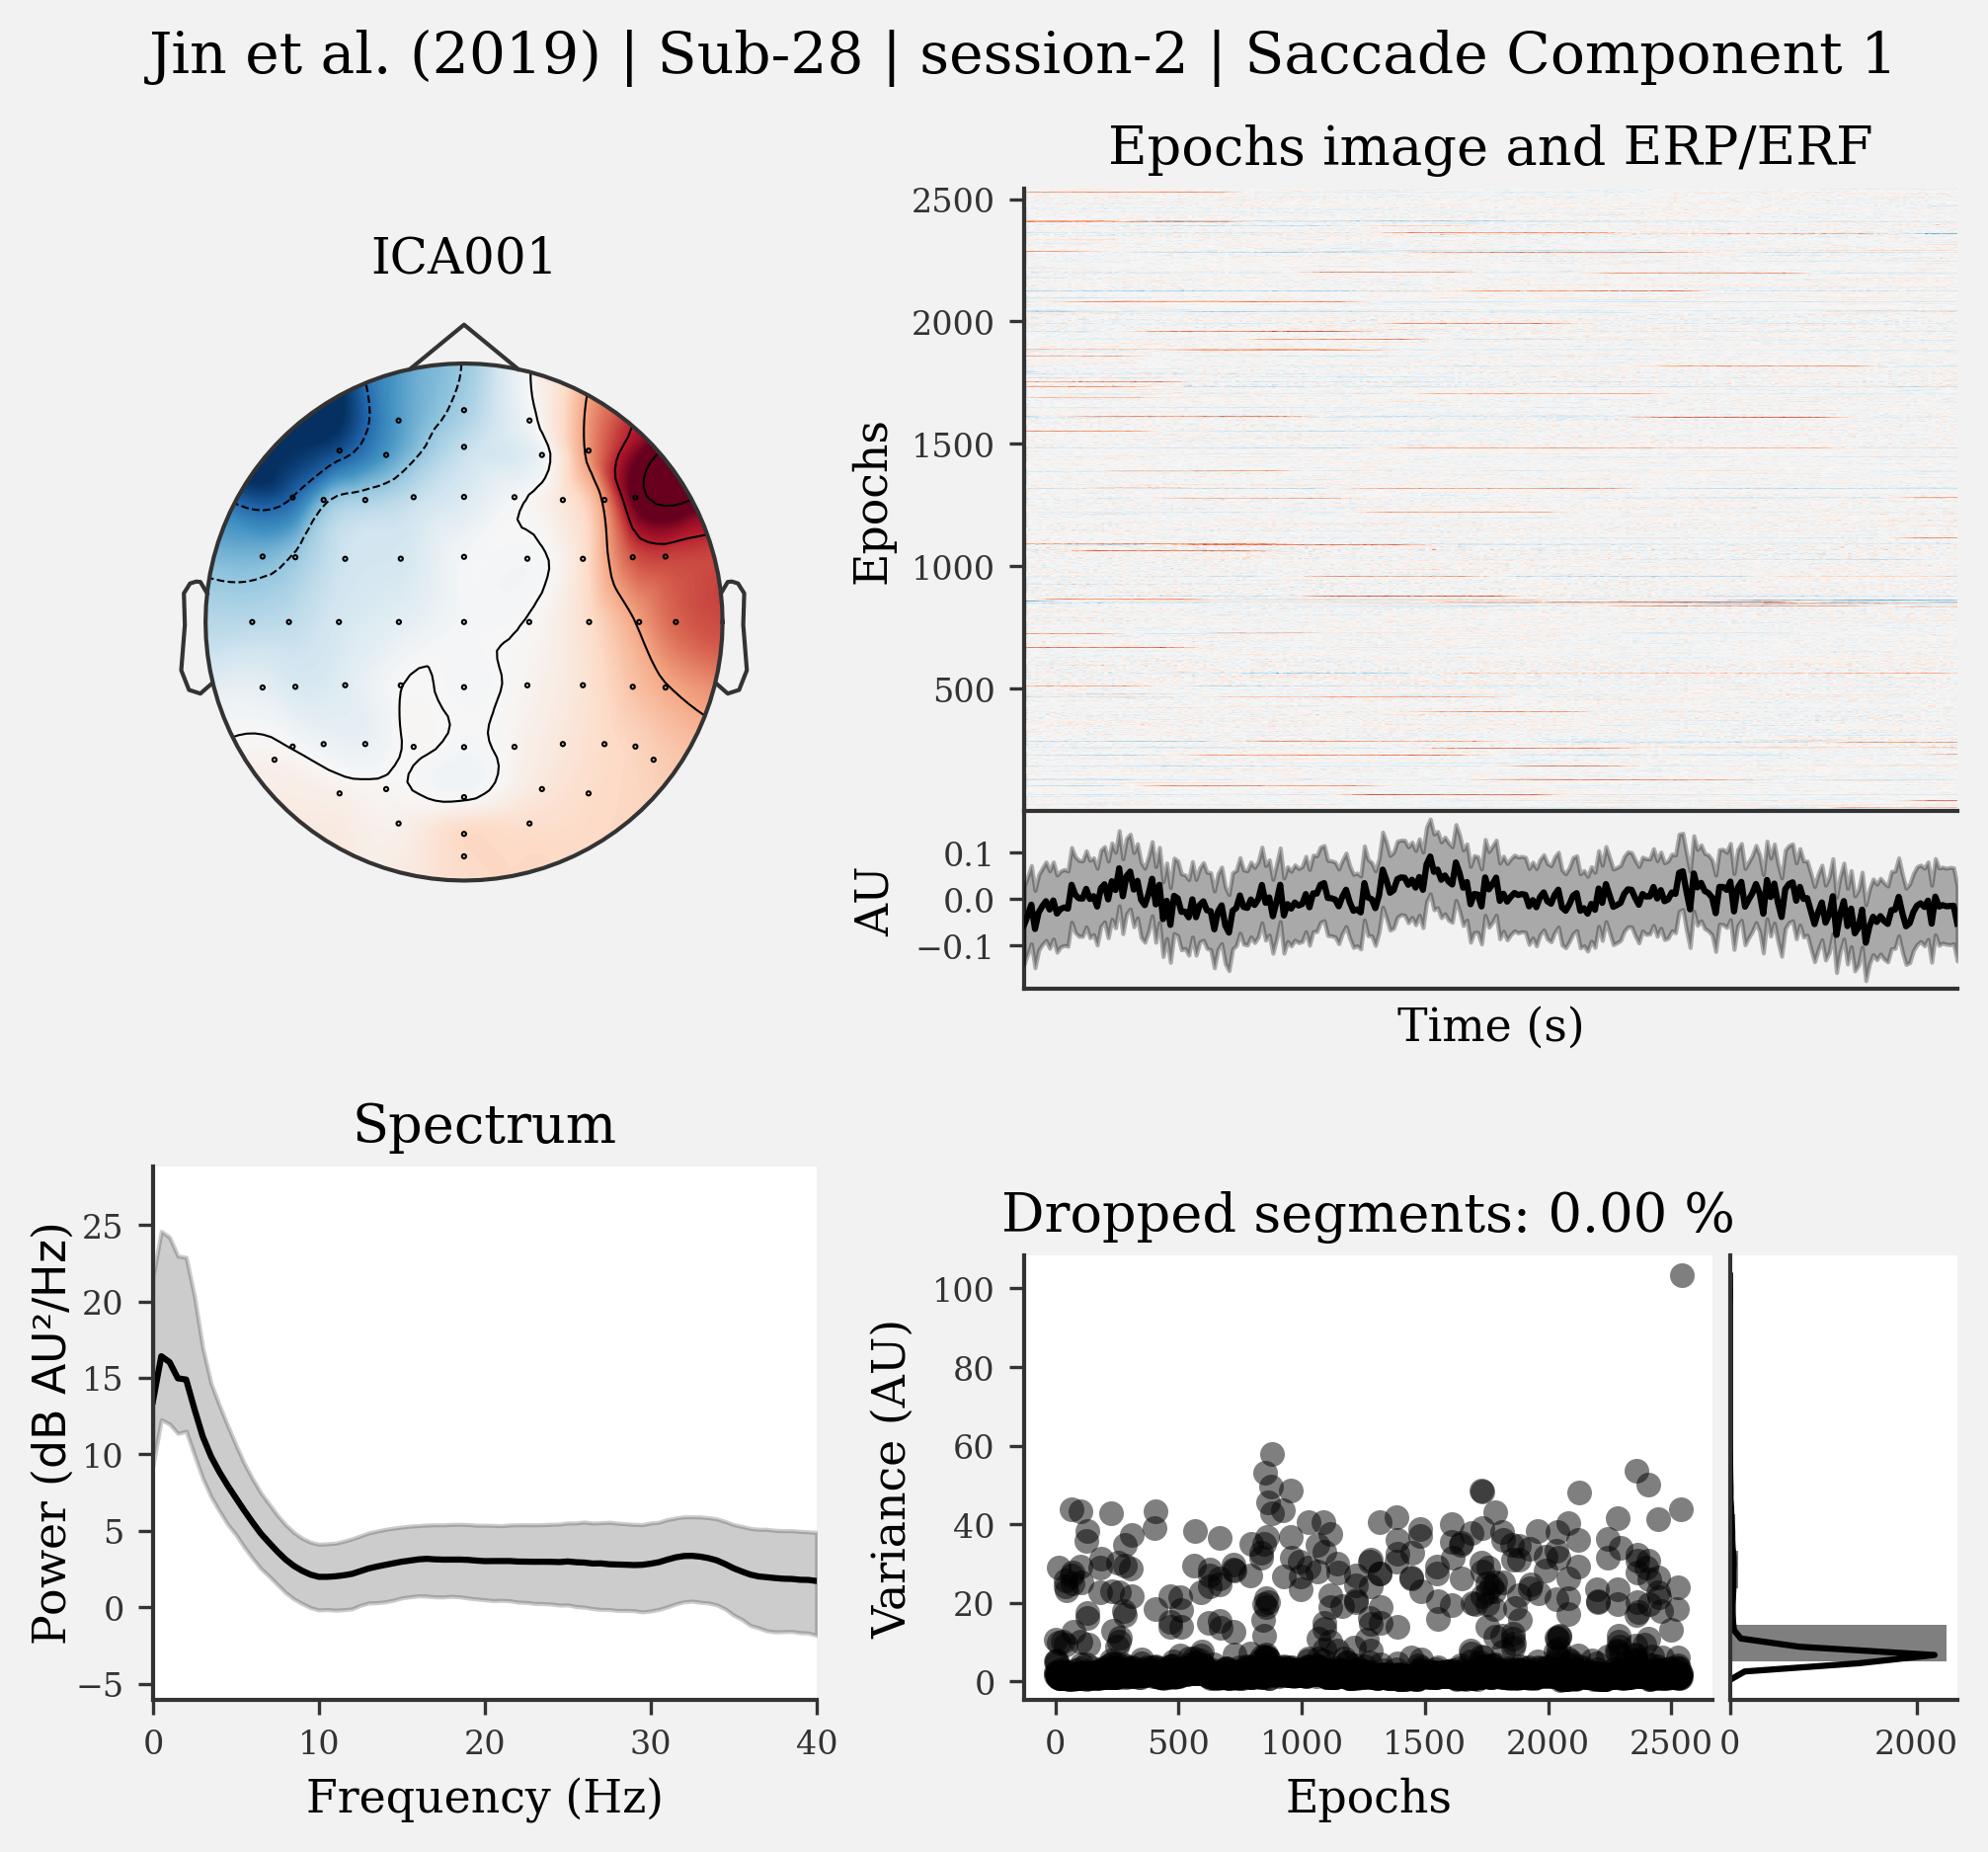 Jin et al. (2019) | Sub-28 | session-2 | Saccade Component 1
ICA001
Epochs image and ERP/ERF
2500
2000
1500
1000
500
Epochs
0.1
0.0
−0.1
AU
Time (s)
Spectrum
25
20
15
10
5
0
−5
Power (dB AU²/Hz)
0 10 20 30 40
Frequency (Hz)
Dropped segments: 0.00 %
100
80
60
40
20
0
Variance (AU)
0 500 1000 1500 2000 2500
Epochs
0 2000